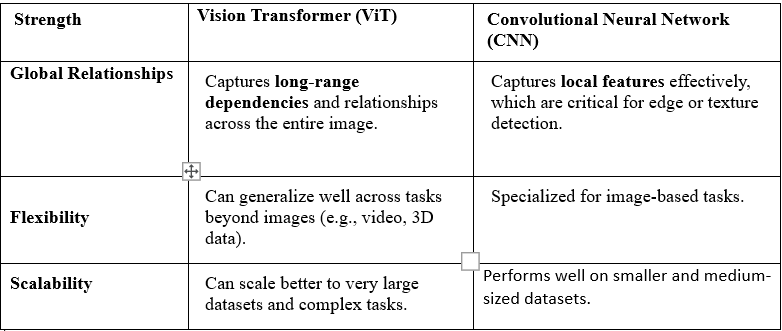 Strength
Vision Transformer (ViT)
Convolutional Neural Network
(CNN)
Global Relationships
Captures long-range
dependencies and relationships
across the entire image.
Captures local features effectively,
which are critical for edge or texture
detection.
Flexibility
Can generalize well across tasks
beyond images (e.g., video, 3D
data).
Specialized for image-based tasks.
Scalability
Can scale better to very large
datasets and complex tasks.
Performs well on smaller and medium-
sized datasets.